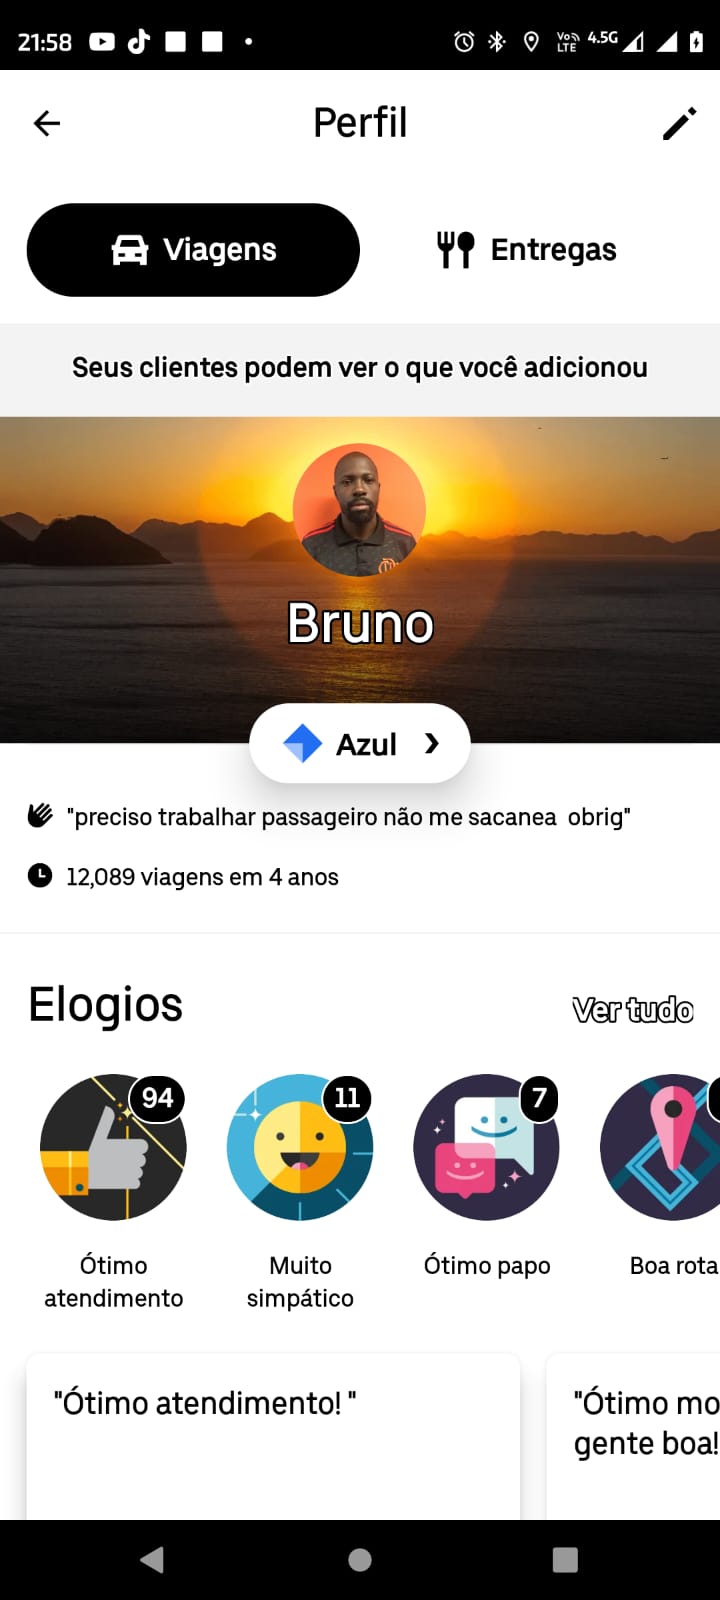 21:58
Vo LTE 4.5G
Perfil
Viagens
Entregas
Seus clientes podem ver o que você adicionou
Bruno
Azul
"preciso trabalhar passageiro não me sacanea obrig"
12,089 viagens em 4 anos
Elogios
Ver tudo
94
11
7
Ótimo
atendimento
Muito
simpático
Ótimo papo
Boa rota
"Ótimo atendimento! "
"Ótimo mo
gente boa!